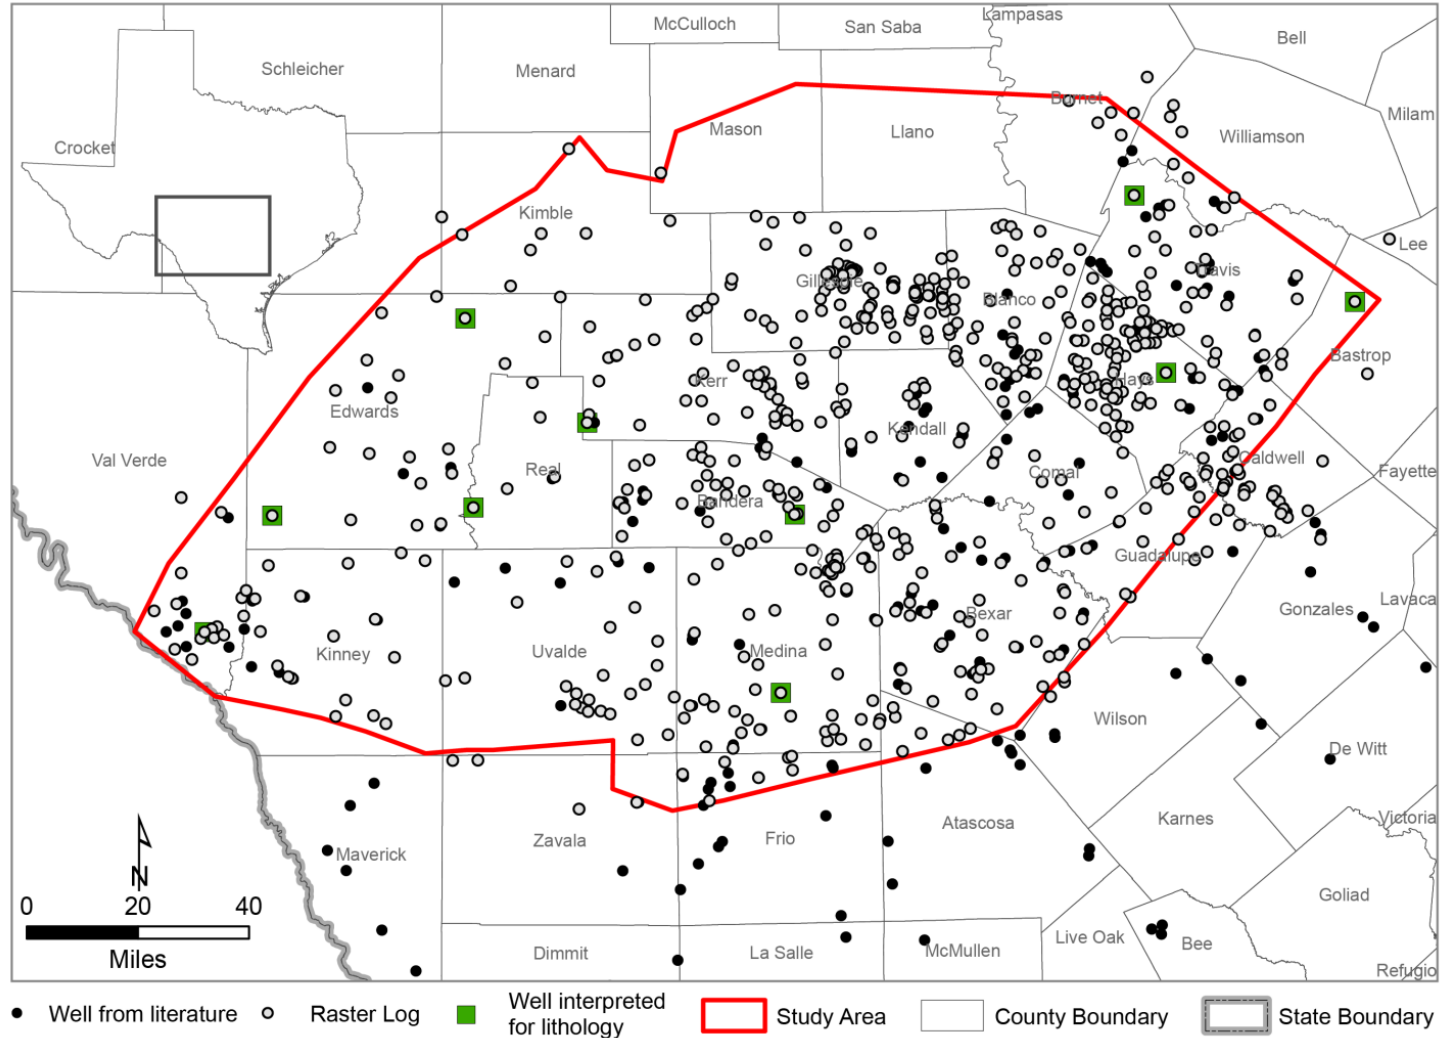 McCulloch
San Saba
Lampasas
Bell
Schleicher
Menard
Milam
Burnet
Mason
Llano
Williamson
Crocket
Kimble
Lee
Travis
Gillespie
Blanco
Bastrop
Kerr
Hays
Edwards
Kendall
Val Verde
Real
Comal
Caldwell
Fayette
Bandera
Guadalupe
Gonzales
Lavaca
Bexar
Kinney
Uvalde
Medina
Wilson
De Witt
Zavala
Frio
Atascosa
Karnes
Victoria
Maverick
N
Goliad
0 20 40
Miles
Dimmit
La Salle
McMullen
Live Oak
Bee
Refugio
Well from literature
Raster Log
Well interpreted
for lithology
Study Area
County Boundary
State Boundary